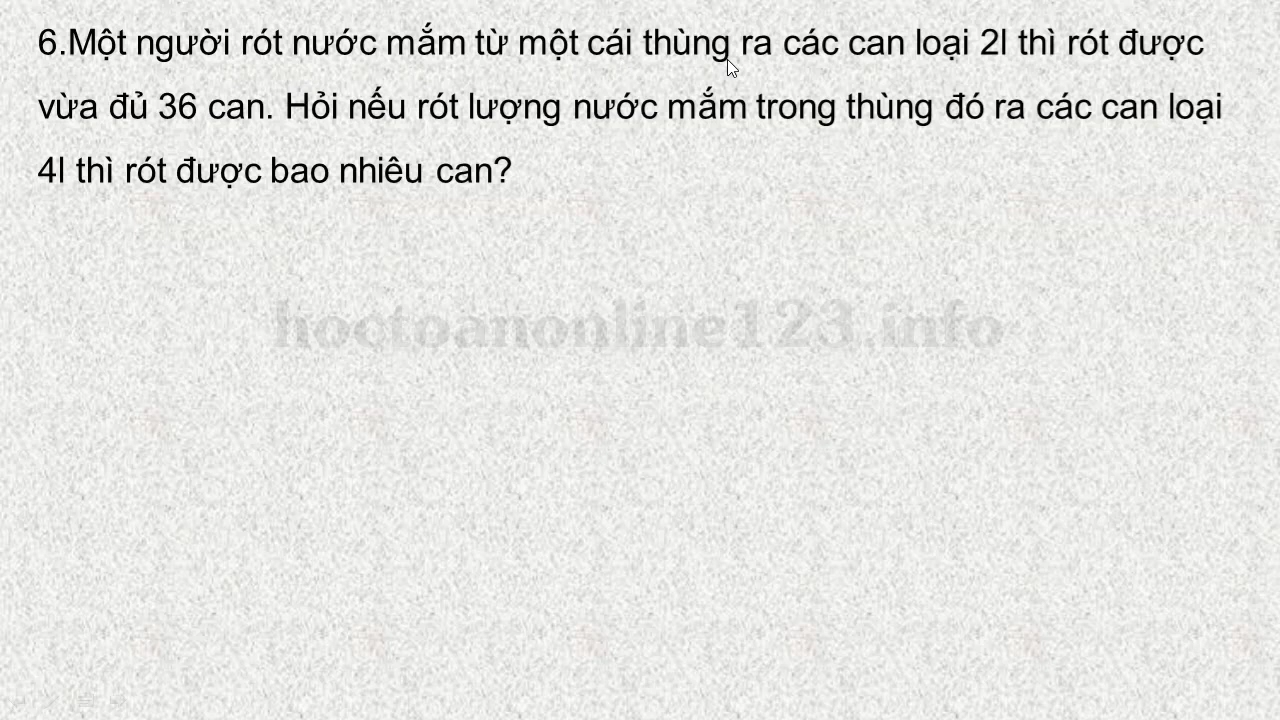 6.Một người rót nước mắm từ một cái thùng ra các can loại 2l thì rót được
vừa đủ 36 can. Hỏi nếu rót lượng nước mắm trong thùng đó ra các can loại
4l thì rót được bao nhiêu can?
hoctoanonline123.info